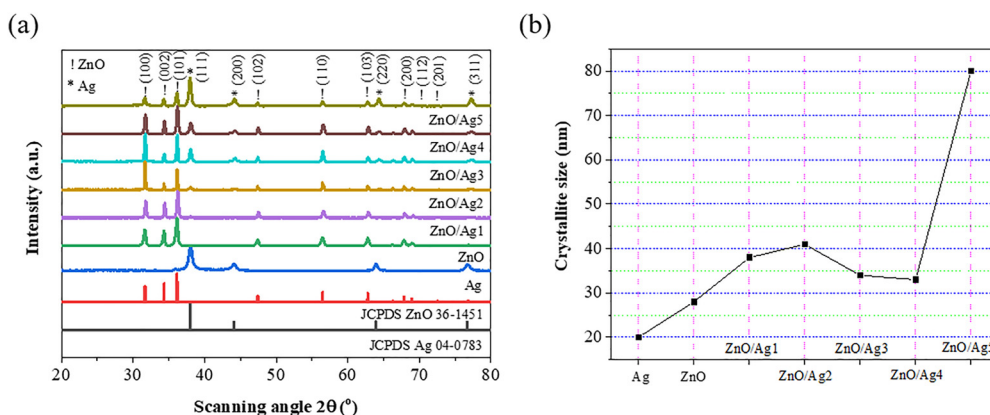 (a)
! ZnO
* Ag
! (100)
! (002)
! (101)
* (111)
* (200)
! (102)
! (110)
! (103)
* (220)
! (200)
! (112)
! (201)
* (311)
ZnO/Ag5
ZnO/Ag4
ZnO/Ag3
ZnO/Ag2
ZnO/Ag1
ZnO
Ag
JCPDS ZnO 36-1451
JCPDS Ag 04-0783
Intensity (a.u.)
20 30 40 50 60 70 80
Scanning angle 2θ (°)
(b)
Crystallite size (nm)
80
70
60
50
40
30
20
Ag
ZnO
ZnO/Ag1
ZnO/Ag2
ZnO/Ag3
ZnO/Ag4
ZnO/Ag5